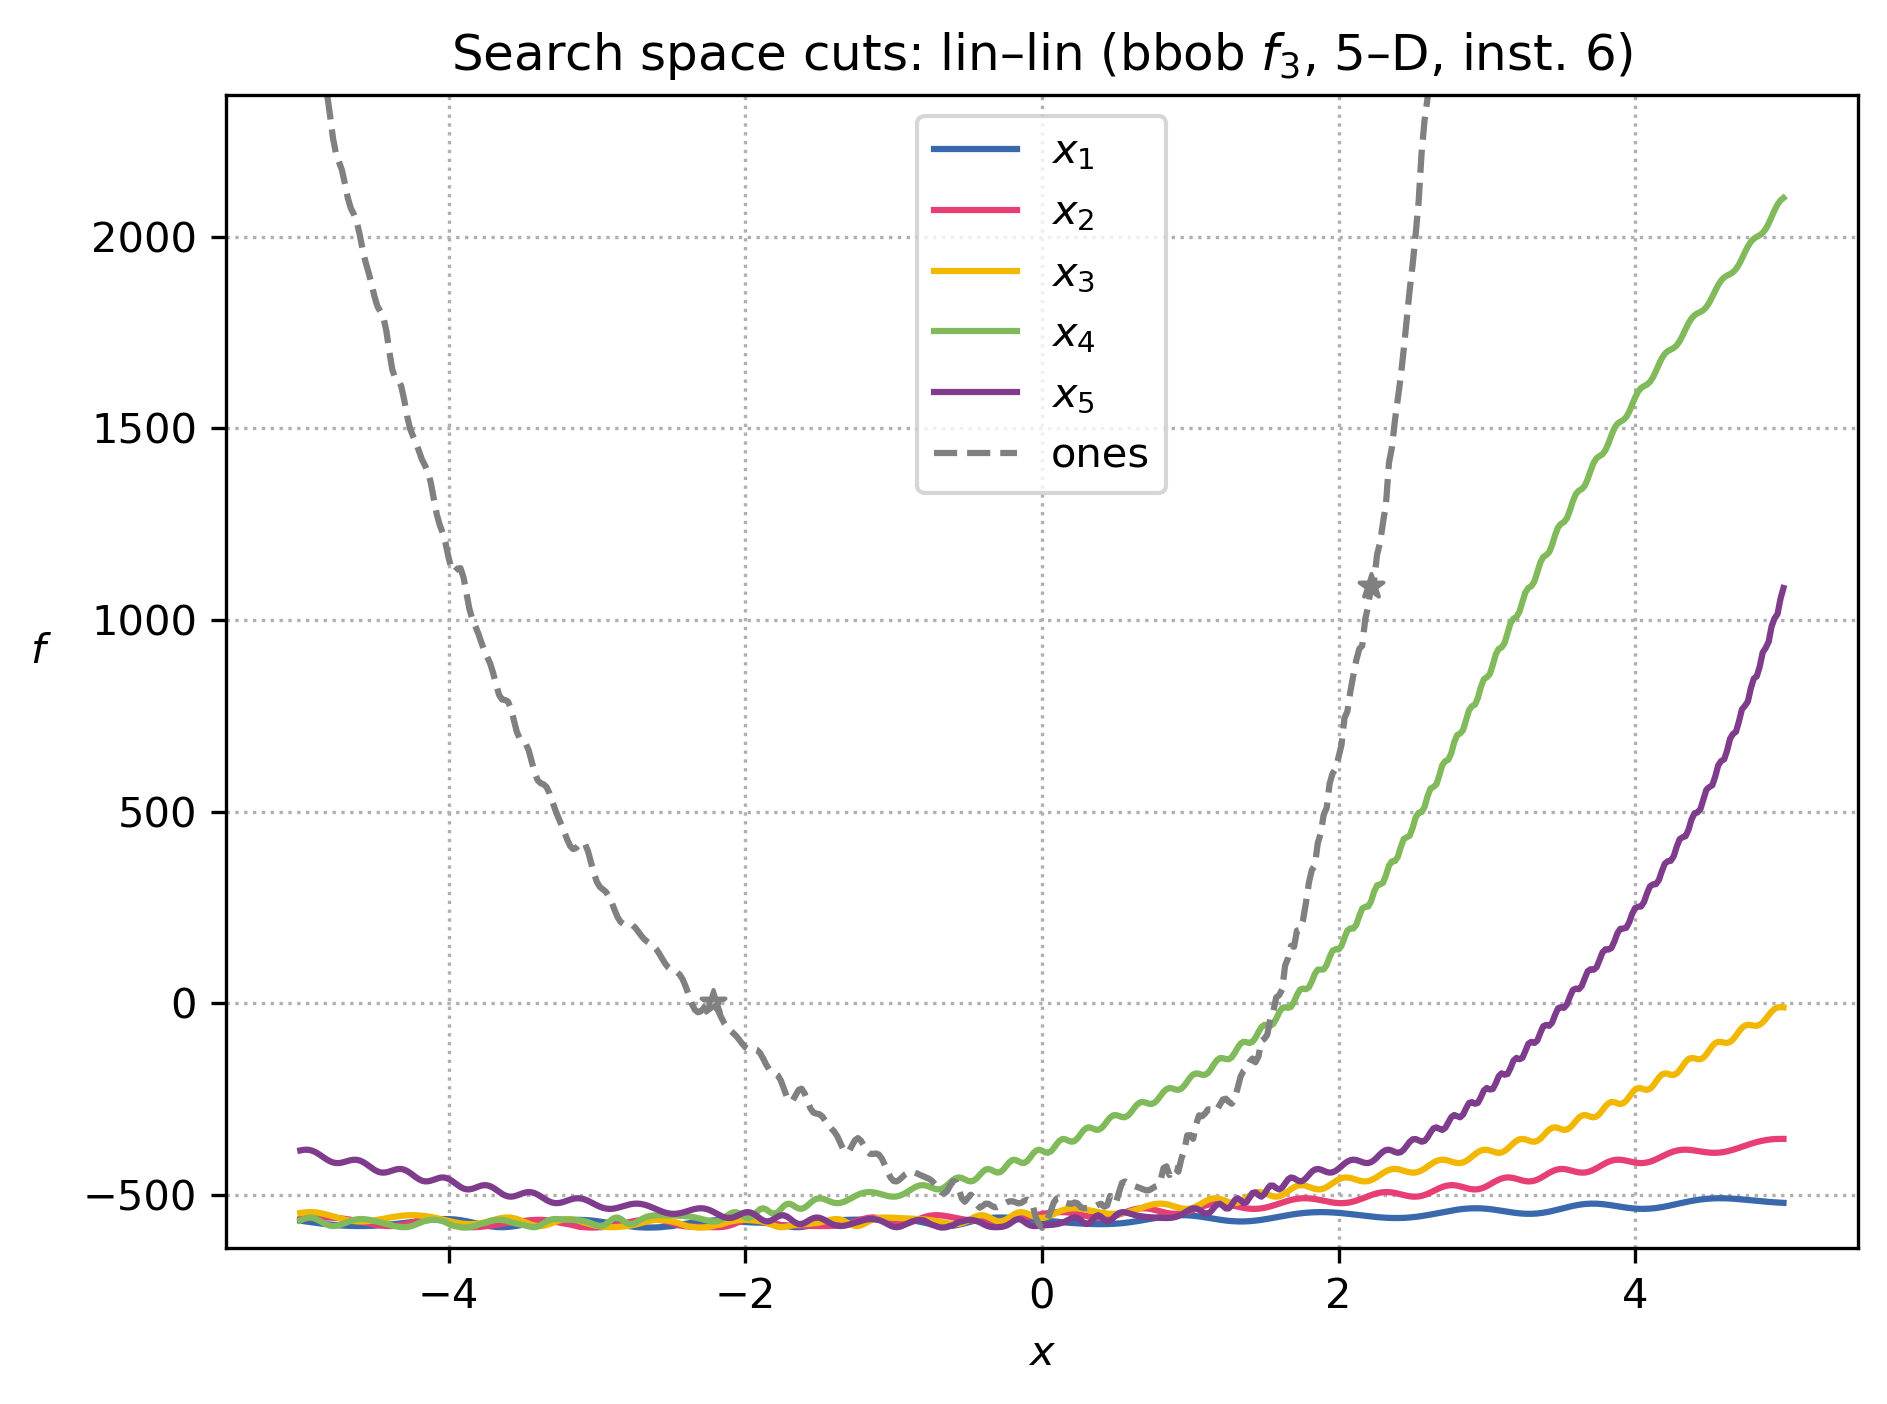 Search space cuts: lin–lin (bbob f₃, 5–D, inst. 6)
x₁
x₂
x₃
x₄
x₅
ones
2000
1500
1000
500
0
−500
f
−4
−2
0
2
4
x